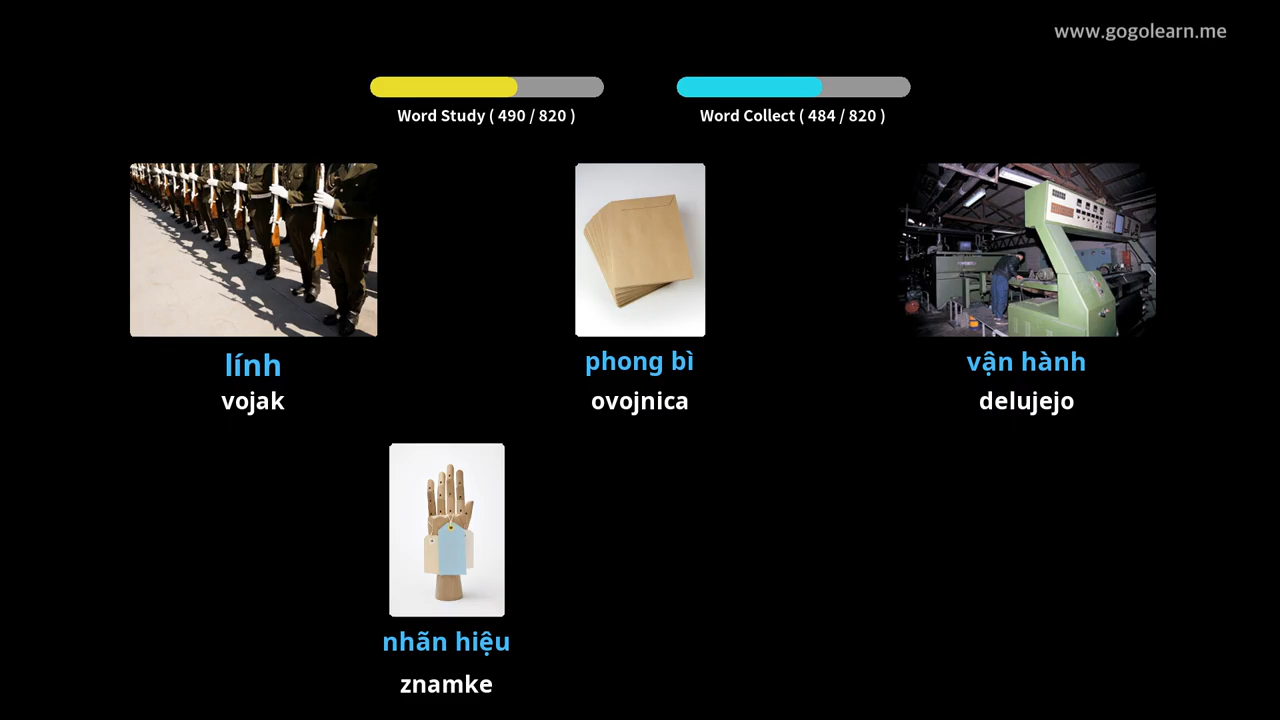 www.gogolearn.me
Word Study ( 490 / 820 )
Word Collect ( 484 / 820 )
lính
vojak
phong bì
ovojnica
vận hành
delujejo
nhãn hiệu
znamke